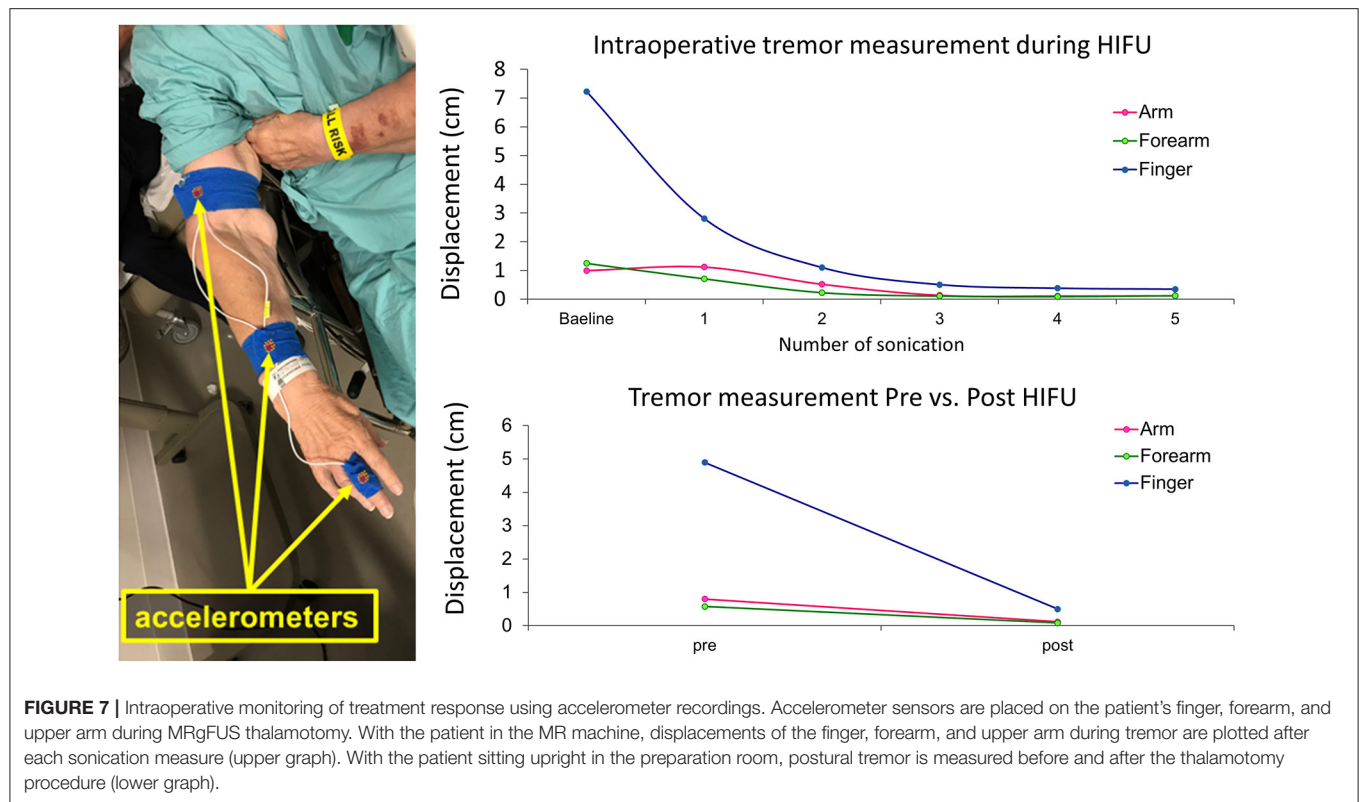 ALL RISK
accelerometers
Intraoperative tremor measurement during HIFU
Displacement (cm)
8
7
6
5
4
3
2
1
0
Arm
Forearm
Finger
Baeline 1 2 3 4 5
Number of sonication
Tremor measurement Pre vs. Post HIFU
Displacement (cm)
6
5
4
3
2
1
0
Arm
Forearm
Finger
pre post
FIGURE 7 | Intraoperative monitoring of treatment response using accelerometer recordings. Accelerometer sensors are placed on the patient's finger, forearm, and
upper arm during MRgFUS thalamotomy. With the patient in the MR machine, displacements of the finger, forearm, and upper arm during tremor are plotted after
each sonication measure (upper graph). With the patient sitting upright in the preparation room, postural tremor is measured before and after the thalamotomy
procedure (lower graph).